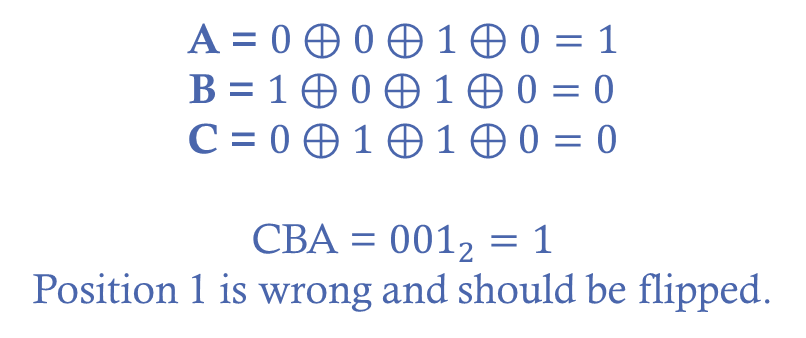 A = 0 ⊕ 0 ⊕ 1 ⊕ 0 = 1
B = 1 ⊕ 0 ⊕ 1 ⊕ 0 = 0
C = 0 ⊕ 1 ⊕ 1 ⊕ 0 = 0
CBA = 001₂ = 1
Position 1 is wrong and should be flipped.